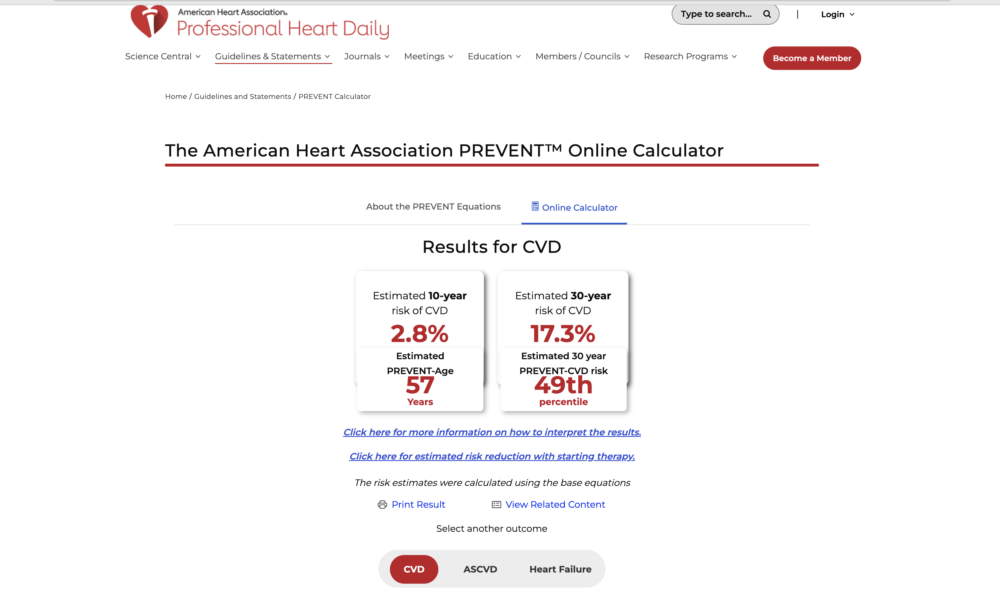 American Heart Association.
Professional Heart Daily
Type to search...
|
Login
Science Central
Guidelines & Statements
Journals
Meetings
Education
Members / Councils
Research Programs
Become a Member
Home / Guidelines and Statements / PREVENT Calculator
The American Heart Association PREVENT™ Online Calculator
About the PREVENT Equations
Online Calculator
Results for CVD
Estimated 10-year
risk of CVD
2.8%
Estimated
PREVENT-Age
57
Years
Estimated 30-year
risk of CVD
17.3%
Estimated 30 year
PREVENT-CVD risk
49th
percentile
Click here for more information on how to interpret the results.
Click here for estimated risk reduction with starting therapy.
The risk estimates were calculated using the base equations
Print Result
View Related Content
Select another outcome
CVD
ASCVD
Heart Failure